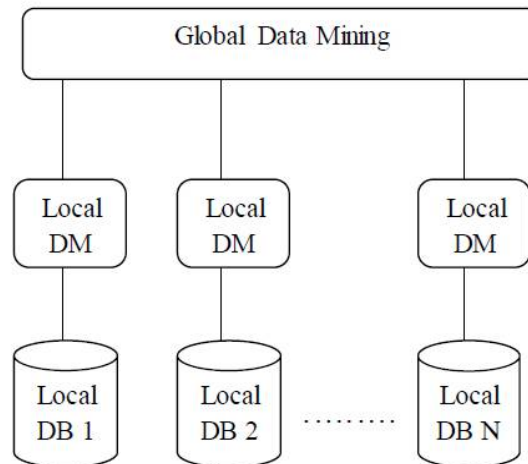 Global Data Mining
Local
DM
Local
DM
Local
DM
Local
DB 1
Local
DB 2
.........
Local
DB N